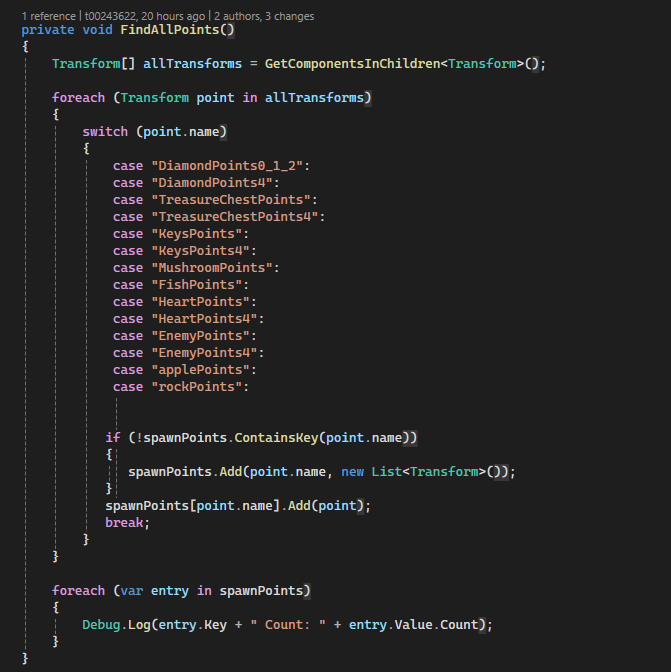 1 reference | t00243622, 20 hours ago | 2 authors, 3 changes
private void FindAllPoints()
{
    Transform[] allTransforms = GetComponentsInChildren<Transform>();
    foreach (Transform point in allTransforms)
    {
        switch (point.name)
        {
            case "DiamondPoints0_1_2":
            case "DiamondPoints4":
            case "TreasureChestPoints":
            case "TreasureChestPoints4":
            case "KeysPoints":
            case "KeysPoints4":
            case "MushroomPoints":
            case "FishPoints":
            case "HeartPoints":
            case "HeartPoints4":
            case "EnemyPoints":
            case "EnemyPoints4":
            case "applePoints":
            case "rockPoints":
           if (!spawnPoints.ContainsKey(point.name))
           {
              spawnPoints.Add(point.name, new List<Transform>());
           }
           spawnPoints[point.name].Add(point);
           break;
        }
    }
    foreach (var entry in spawnPoints)
    {
        Debug.Log(entry.Key + " Count: " + entry.Value.Count);
    }
}